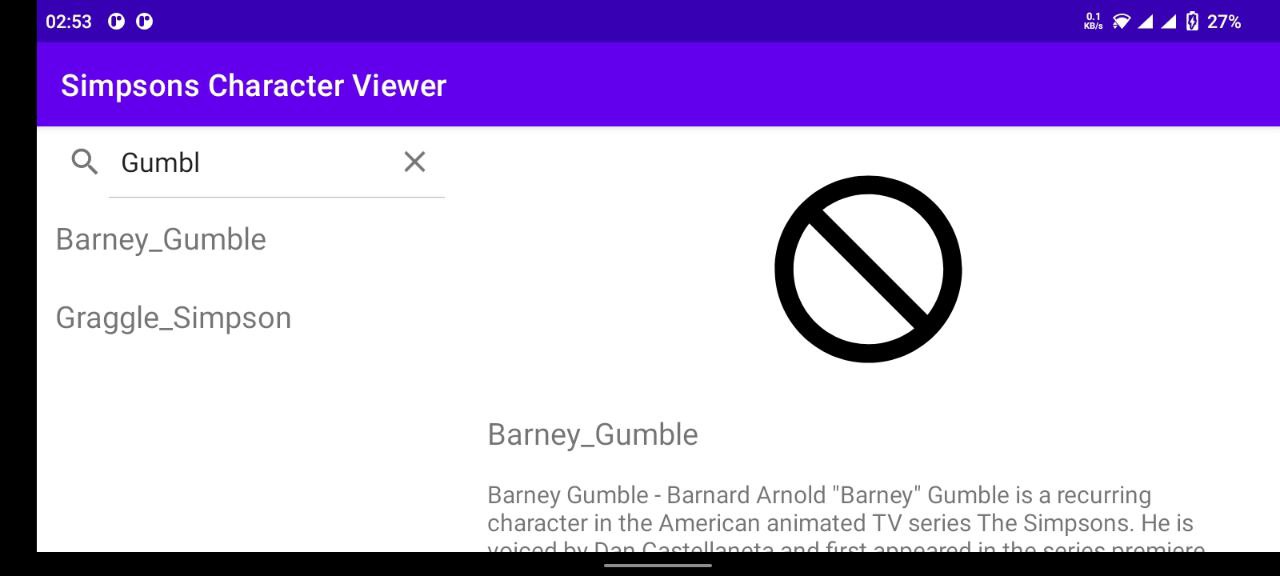 02:53
0.1
KB/s
27%
Simpsons Character Viewer
Gumbl
Barney_Gumble
Graggle_Simpson
Barney_Gumble
Barney Gumble - Barnard Arnold "Barney" Gumble is a recurring
character in the American animated TV series The Simpsons. He is
voiced by Dan Castellaneta and first appeared in the series premiere